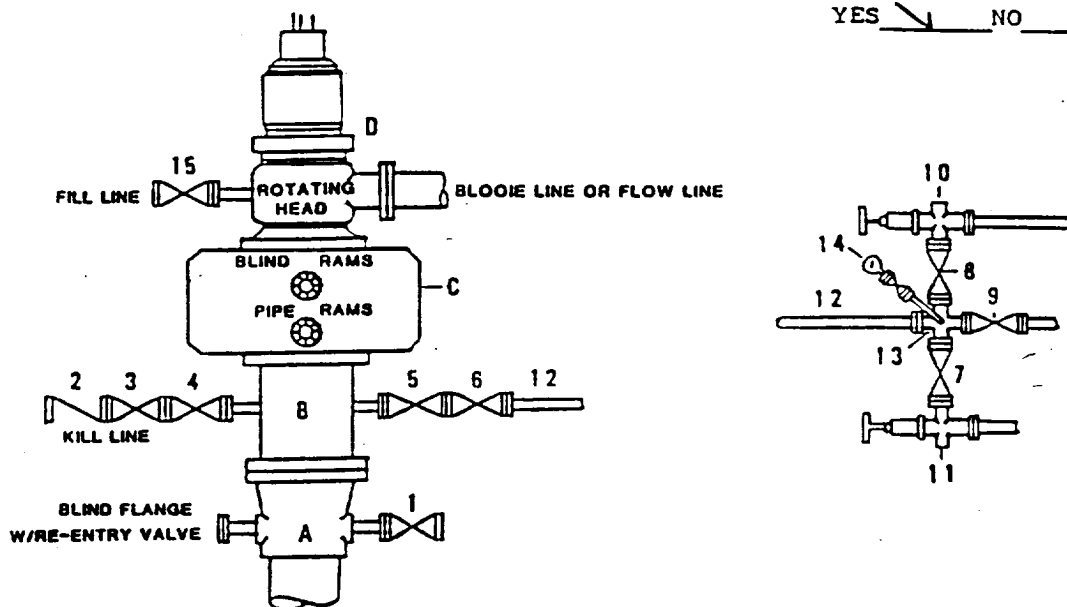 YES NO
D
15
FILL LINE
ROTATING
HEAD
BLOOIE LINE OR FLOW LINE
BLIND RAMS
C
PIPE RAMS
2 3 4
5 6 12
B
KILL LINE
BLIND FLANGE
W/RE-ENTRY VALVE
1
A
10
14
8
12
9
13
7
11